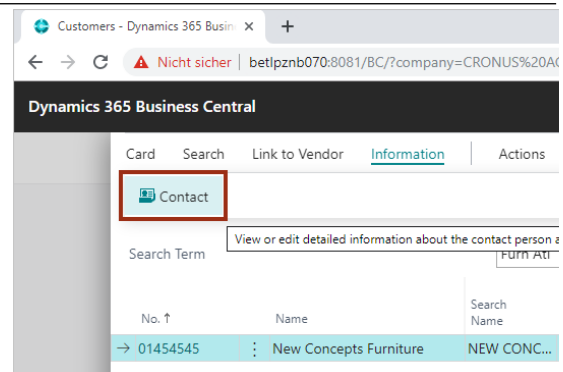 Customers - Dynamics 365 Busin
Nicht sicher | betlpznb070:8081/BC/?company=CRONUS%20AG
Dynamics 365 Business Central
Card Search Link to Vendor Information Actions
Contact
View or edit detailed information about the contact person a
Search Term Furn Atl
No. ↑ Name Search Name
→ 01454545 New Concepts Furniture NEW CONC...